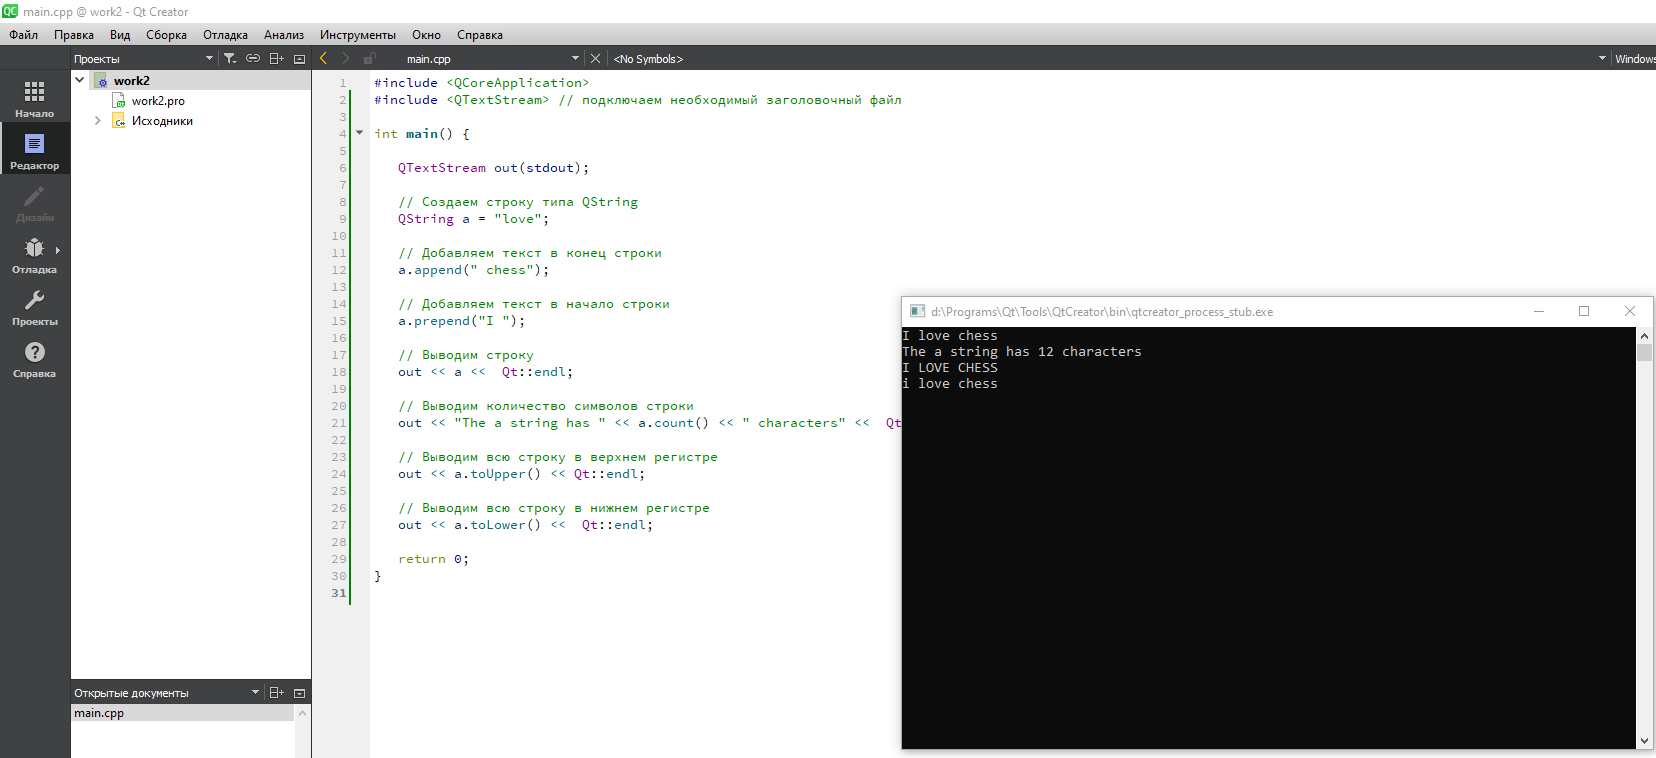 main.cpp @ work2 - Qt Creator
Файл Правка Вид Сборка Отладка Анализ Инструменты Окно Справка
Проекты
main.cpp
<No Symbols>
Windows
Начало
Редактор
Дизайн
Отладка
Проекты
Справка
work2
work2.pro
Исходники
Открытые документы
main.cpp
1 #include <QCoreApplication>
2 #include <QTextStream> // подключаем необходимый заголовочный файл
3
4 int main() {
5
6 QTextStream out(stdout);
7
8 // Создаем строку типа QString
9 QString a = "love";
10
11 // Добавляем текст в конец строки
12 a.append(" chess");
13
14 // Добавляем текст в начало строки
15 a.prepend("I ");
16
17 // Выводим строку
18 out << a <<  Qt::endl;
19
20 // Выводим количество символов строки
21 out << "The a string has " << a.count() << " characters" <<  Qt
22
23 // Выводим всю строку в верхнем регистре
24 out << a.toUpper() << Qt::endl;
25
26 // Выводим всю строку в нижнем регистре
27 out << a.toLower() <<  Qt::endl;
28
29 return 0;
30 }
31
d:\Programs\Qt\Tools\QtCreator\bin\qtcreator_process_stub.exe
I love chess
The a string has 12 characters
I LOVE CHESS
i love chess